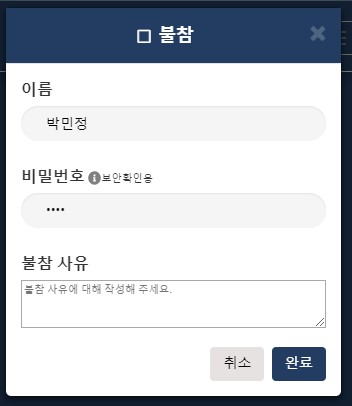 불참
이름
박민정
비밀번호 보안확인용
••••
불참 사유
불참 사유에 대해 작성해 주세요.
취소 완료